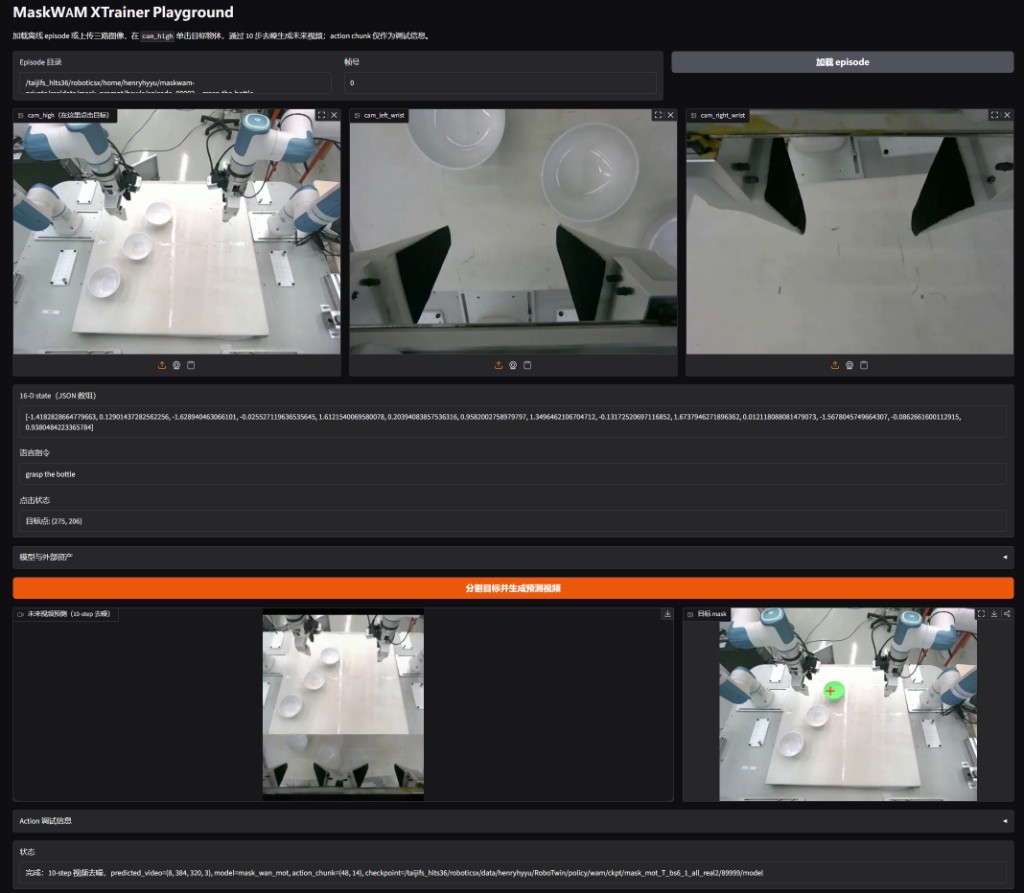 MaskWAM XTrainer Playground
加载离线 episode 或上传三路图像，在 cam_high 单击目标物体，通过 10 步去噪生成未来视频；action chunk 仅作为调试信息。
Episode 目录
帧号
加载 episode
/taijifs_hlts36/roboticsx/home/henryhyyu/maskwam-
0
cam_high（在这里点击目标）
cam_left_wrist
cam_right_wrist
16-D state（JSON 数组）
[-1.4182828664779663, 0.12901437282562256, -1.628940463066101, -0.025527119636535645, 1.6121540069580078, 0.20394083857536316, 0.9582002758979797, 1.3496462106704712, -0.13172520697116852, 1.6737946271896362, 0.012118088081479073, -1.5678045749664307, -0.0862661600112915,
0.9380484223365784]
语言指令
grasp the bottle
点击状态
目标点: (275, 206)
模型与外部资产
分割目标并生成预测视频
未来视频预测（10-step 去噪）
目标 mask
Action 调试信息
状态
完成：10-step 视频去噪，predicted_video=(8, 384, 320, 3), model=mask_wan_mot, action_chunk=(48, 14), checkpoint=/taijifs_hlts36/roboticsx/data/henryhyyu/RoboTwin/policy/wam/ckpt/mask_mot_T_bs6_1_all_real2/89999/model